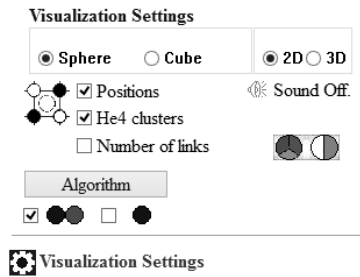 Visualization Settings
Sphere Cube 2D 3D
Positions Sound Off.
He4 clusters
Number of links
Algorithm
Visualization Settings